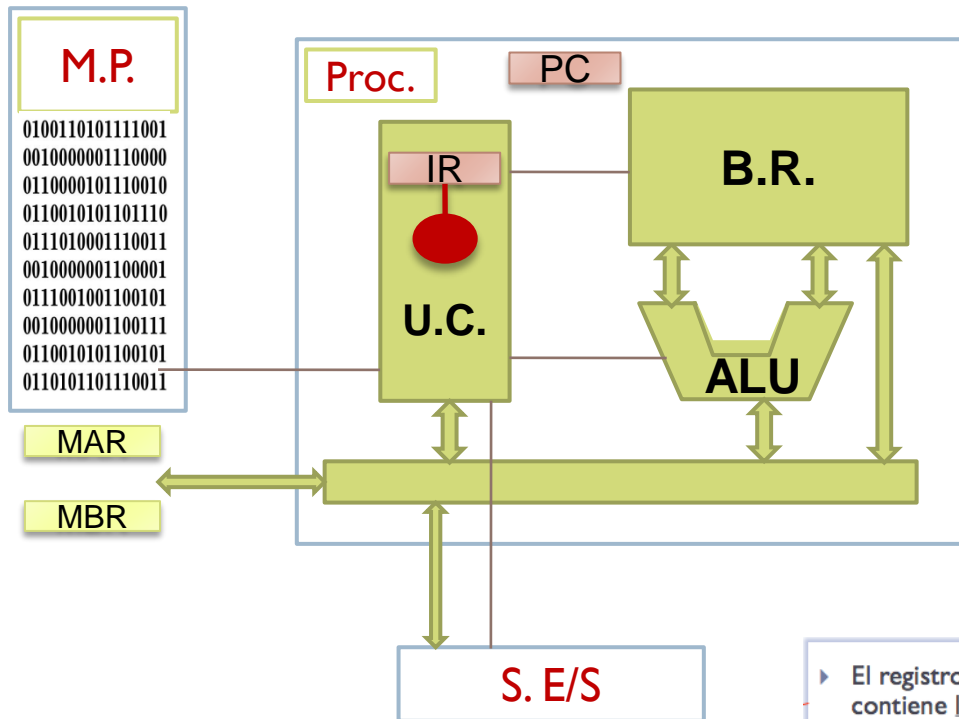 M.P.
0100110101111001
0010000001110000
0110000101110010
0110010101101110
0111010001110011
0010000001100001
0111001001100101
0010000001100111
0110010101100101
0110101101110011
MAR
MBR
Proc.
PC
IR
U.C.
B.R.
ALU
S. E/S
El registro
contiene